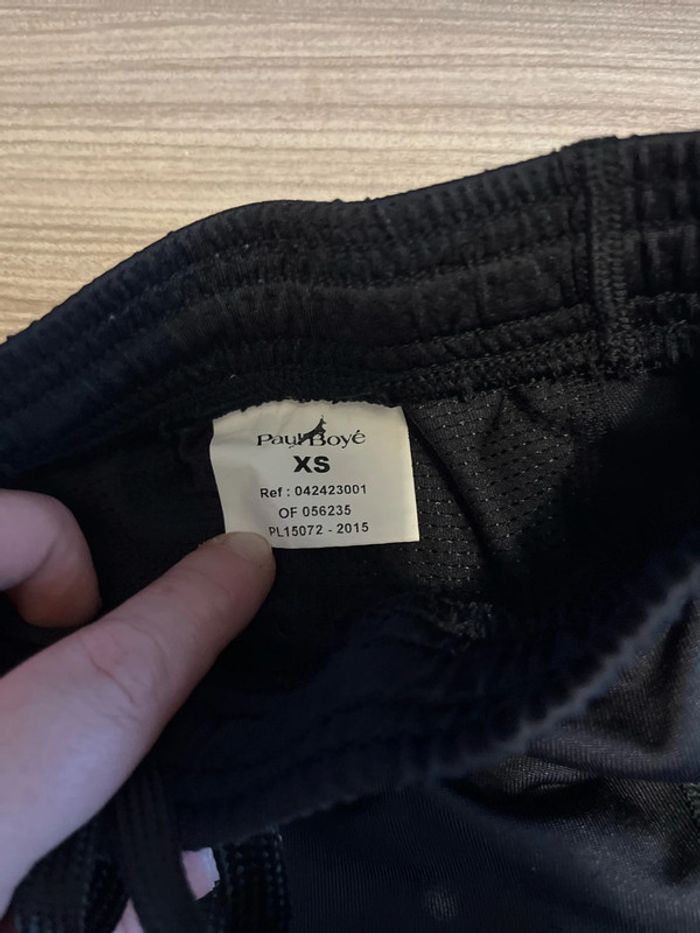 Paul Boyé
XS
Ref : 042423001
OF 056235
PL15072 - 2015